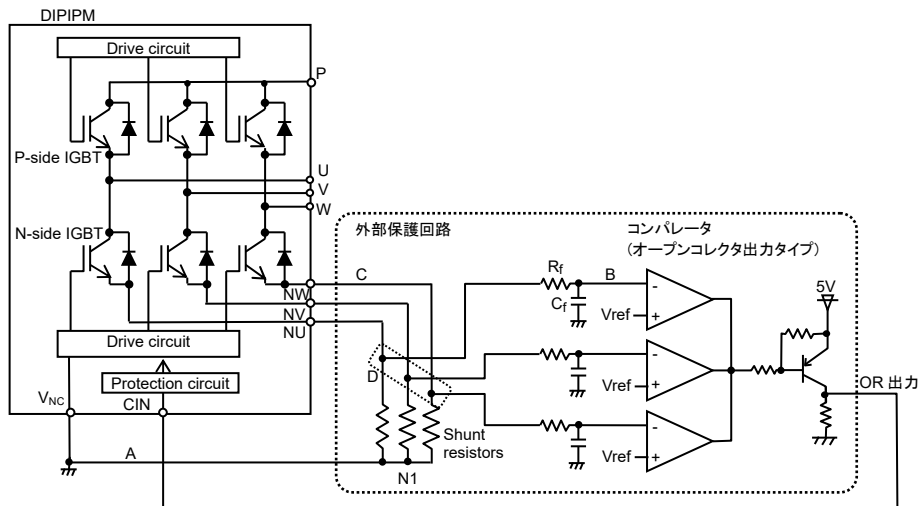 DIPIPM
Drive circuit
P
P-side IGBT
U
V
W
N-side IGBT
NW
NV
NU
Drive circuit
Protection circuit
VNC
CIN
A
外部保護回路
コンパレータ
(オープンコレクタ出力タイプ)
C
Rf
B
Cf
-
Vref
+
5V
D
-
Vref
+
OR 出力
-
Vref
+
Shunt
resistors
N1